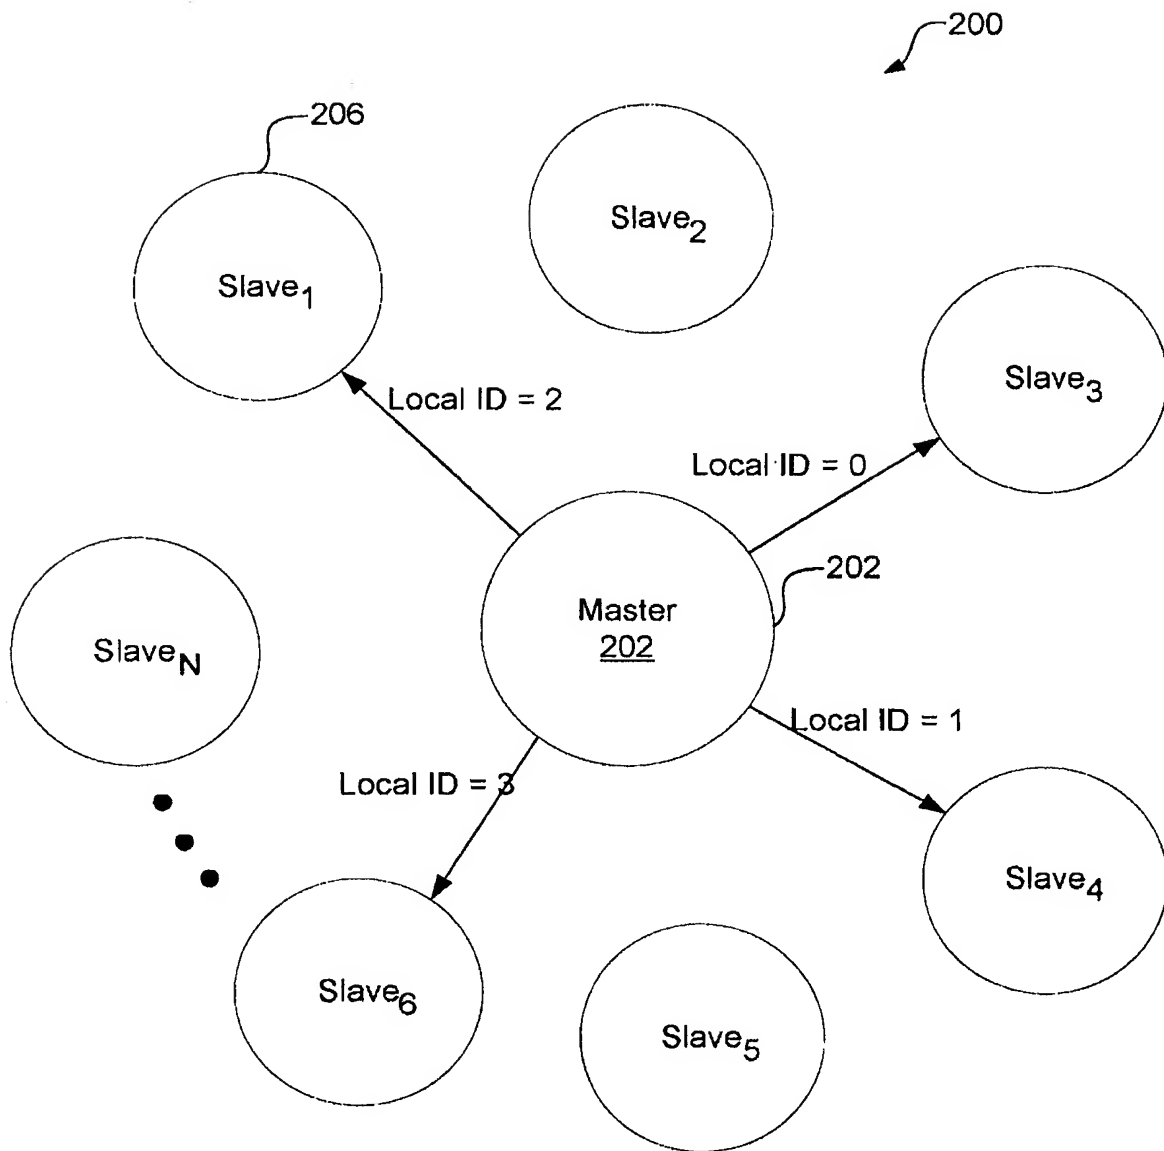 200
206
Slave2
Slave1
Slave3
Local ID = 2
Local ID = 0
202
Master
202
SlaveN
Local ID = 1
Local ID = 3
Slave4
Slave6
Slave5